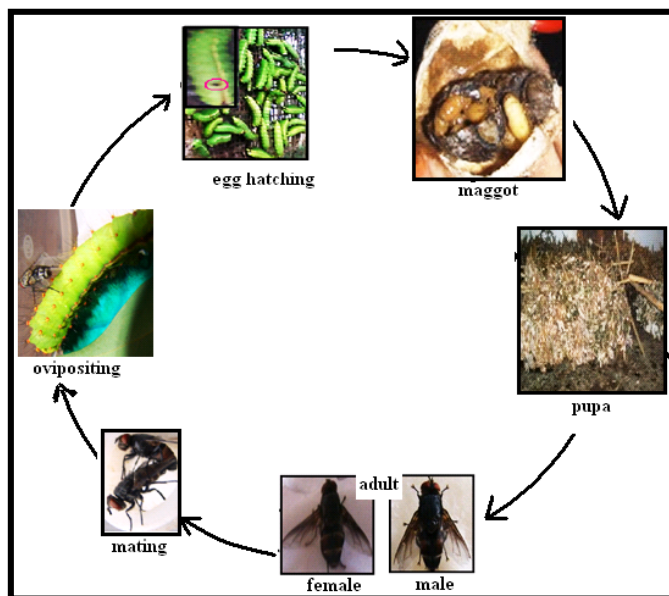 egg hatching
maggot
ovipositing
pupa
adult
mating
female
male